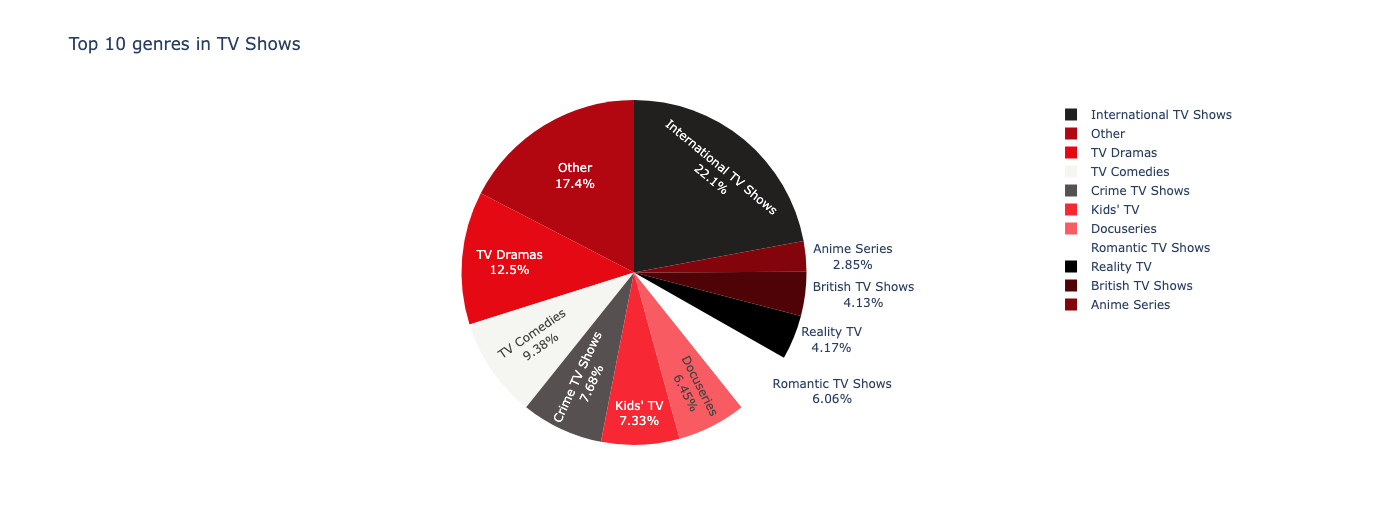 Top 10 genres in TV Shows
International TV Shows
22.1%
Other
17.4%
TV Dramas
12.5%
TV Comedies
9.38%
Crime TV Shows
7.68%
Kids' TV
7.33%
Docuseries
6.45%
Romantic TV Shows
6.06%
Reality TV
4.17%
British TV Shows
4.13%
Anime Series
2.85%
International TV Shows
Other
TV Dramas
TV Comedies
Crime TV Shows
Kids' TV
Docuseries
Romantic TV Shows
Reality TV
British TV Shows
Anime Series